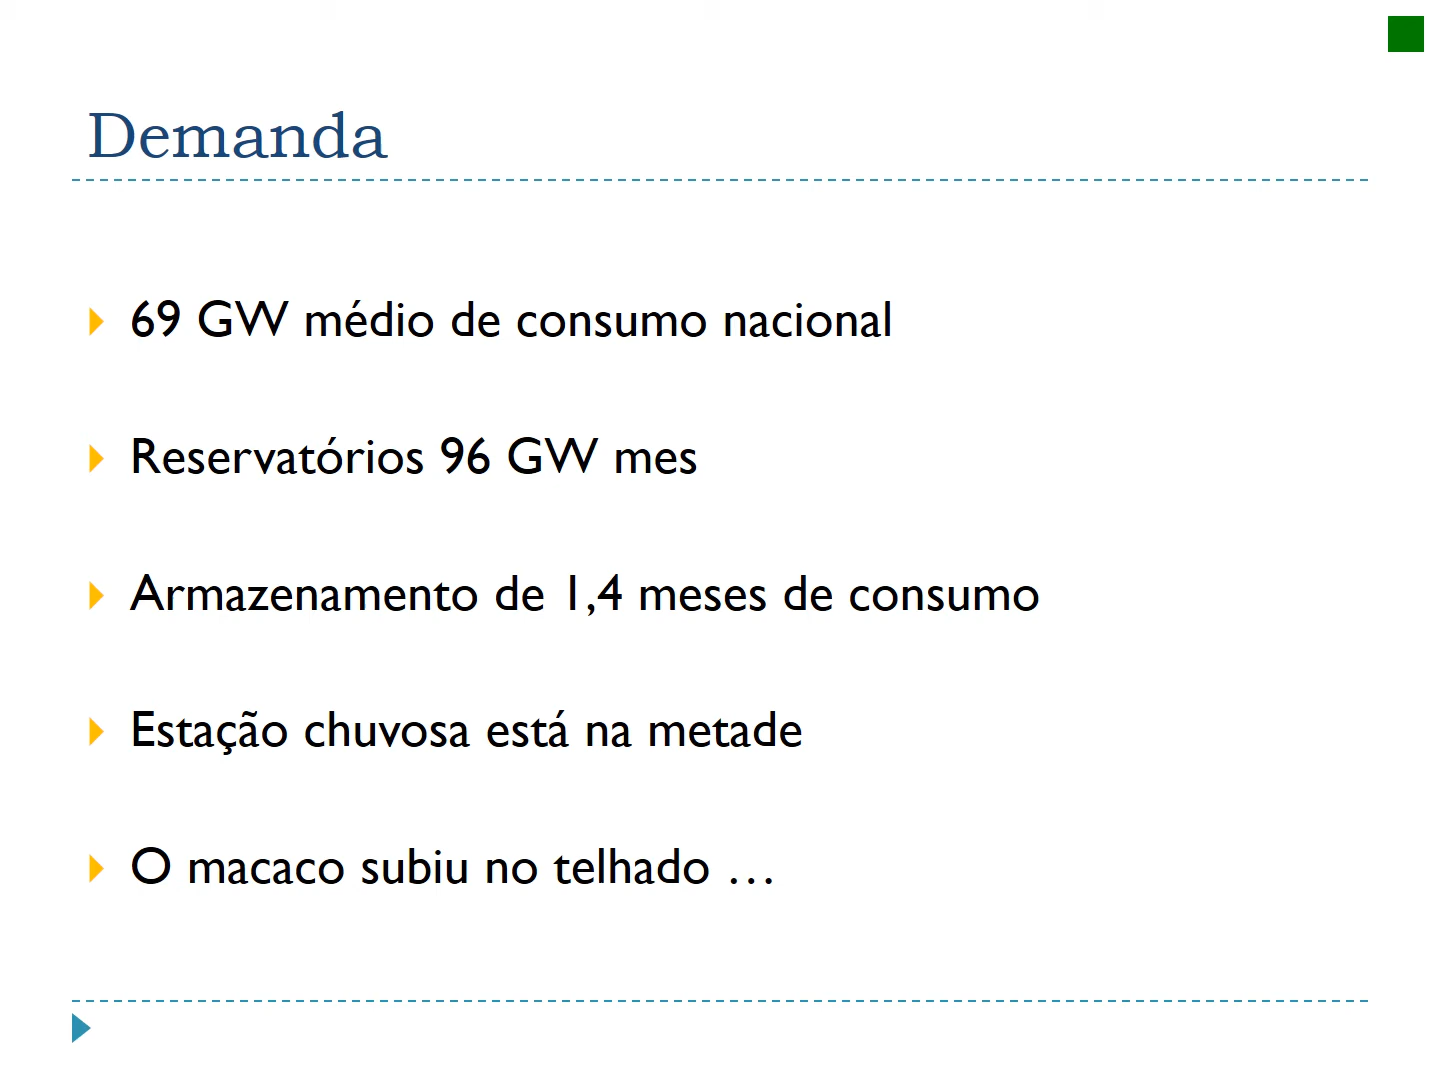 Demanda
69 GW médio de consumo nacional
Reservatórios 96 GW mes
Armazenamento de 1,4 meses de consumo
Estação chuvosa está na metade
O macaco subiu no telhado …